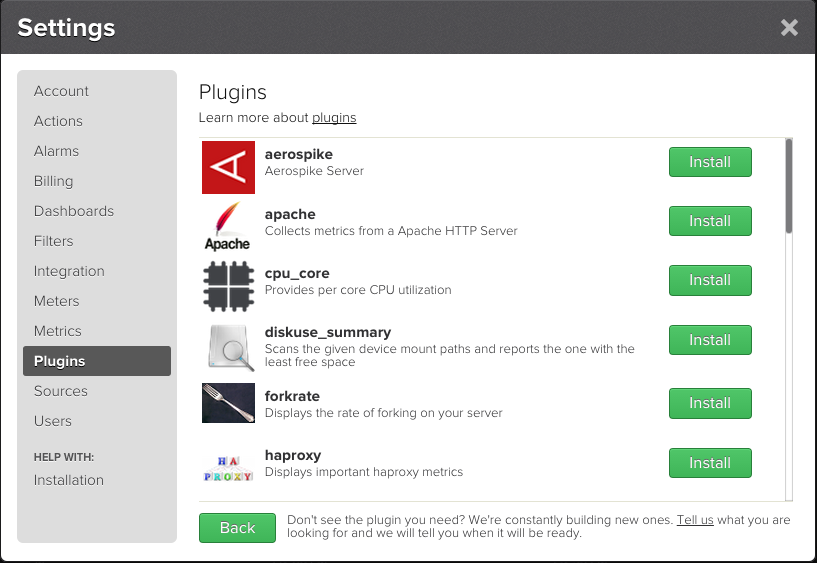 Settings
Account
Actions
Alarms
Billing
Dashboards
Filters
Integration
Meters
Metrics
Plugins
Sources
Users
HELP WITH:
Installation
Plugins
Learn more about plugins
aerospike
Aerospike Server
Install
Apache
apache
Collects metrics from a Apache HTTP Server
Install
cpu_core
Provides per core CPU utilization
Install
diskuse_summary
Scans the given device mount paths and reports the one with the
least free space
Install
forkrate
Displays the rate of forking on your server
Install
HA
PROXY
haproxy
Displays important haproxy metrics
Install
Back
Don't see the plugin you need? We're constantly building new ones. Tell us what you are
looking for and we will tell you when it will be ready.